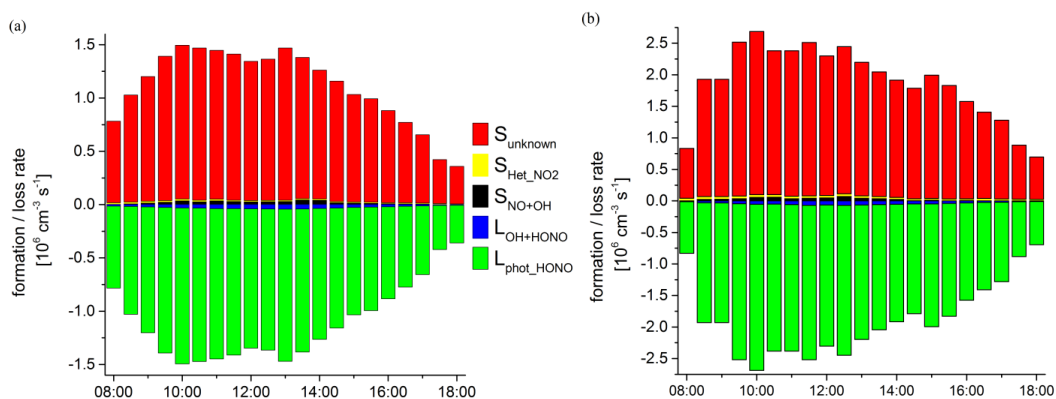 (a)
formation / loss rate
[10⁶ cm⁻³ s⁻¹]
1.5
1.0
0.5
0.0
-0.5
-1.0
-1.5
08:00 10:00 12:00 14:00 16:00 18:00
S_unknown
S_Het_NO2
S_NO+OH
L_OH+HONO
L_phot_HONO
(b)
formation / loss rate
[10⁶ cm⁻³ s⁻¹]
2.5
2.0
1.5
1.0
0.5
0.0
-0.5
-1.0
-1.5
-2.0
-2.5
08:00 10:00 12:00 14:00 16:00 18:00